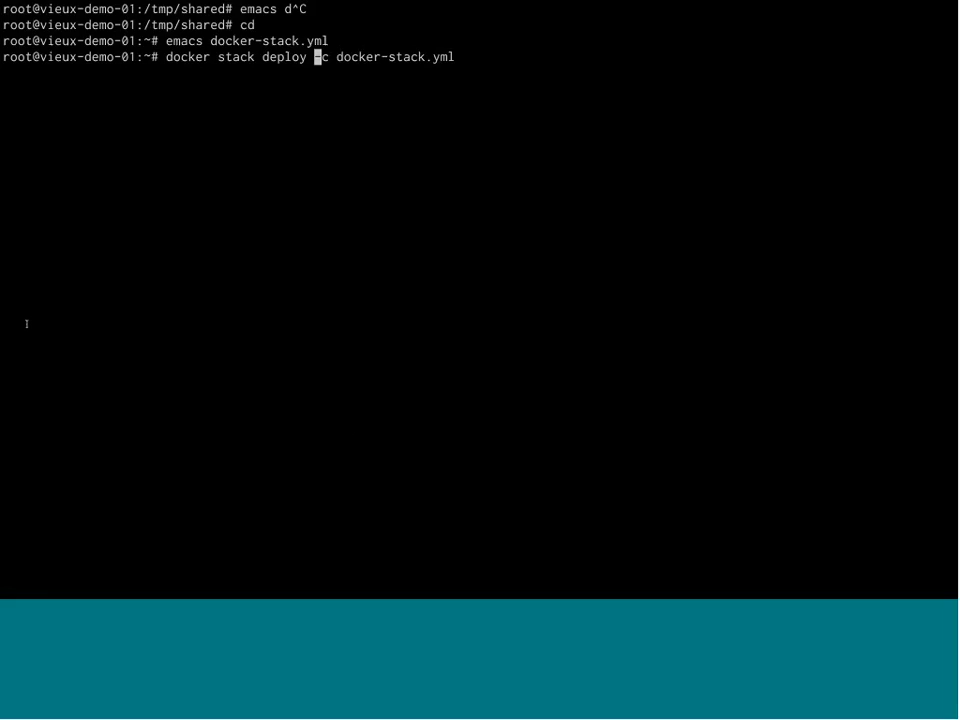 root@vieux-demo-01:/tmp/shared# emacs d^C
root@vieux-demo-01:/tmp/shared# cd
root@vieux-demo-01:~# emacs docker-stack.yml
root@vieux-demo-01:~# docker stack deploy -c docker-stack.yml